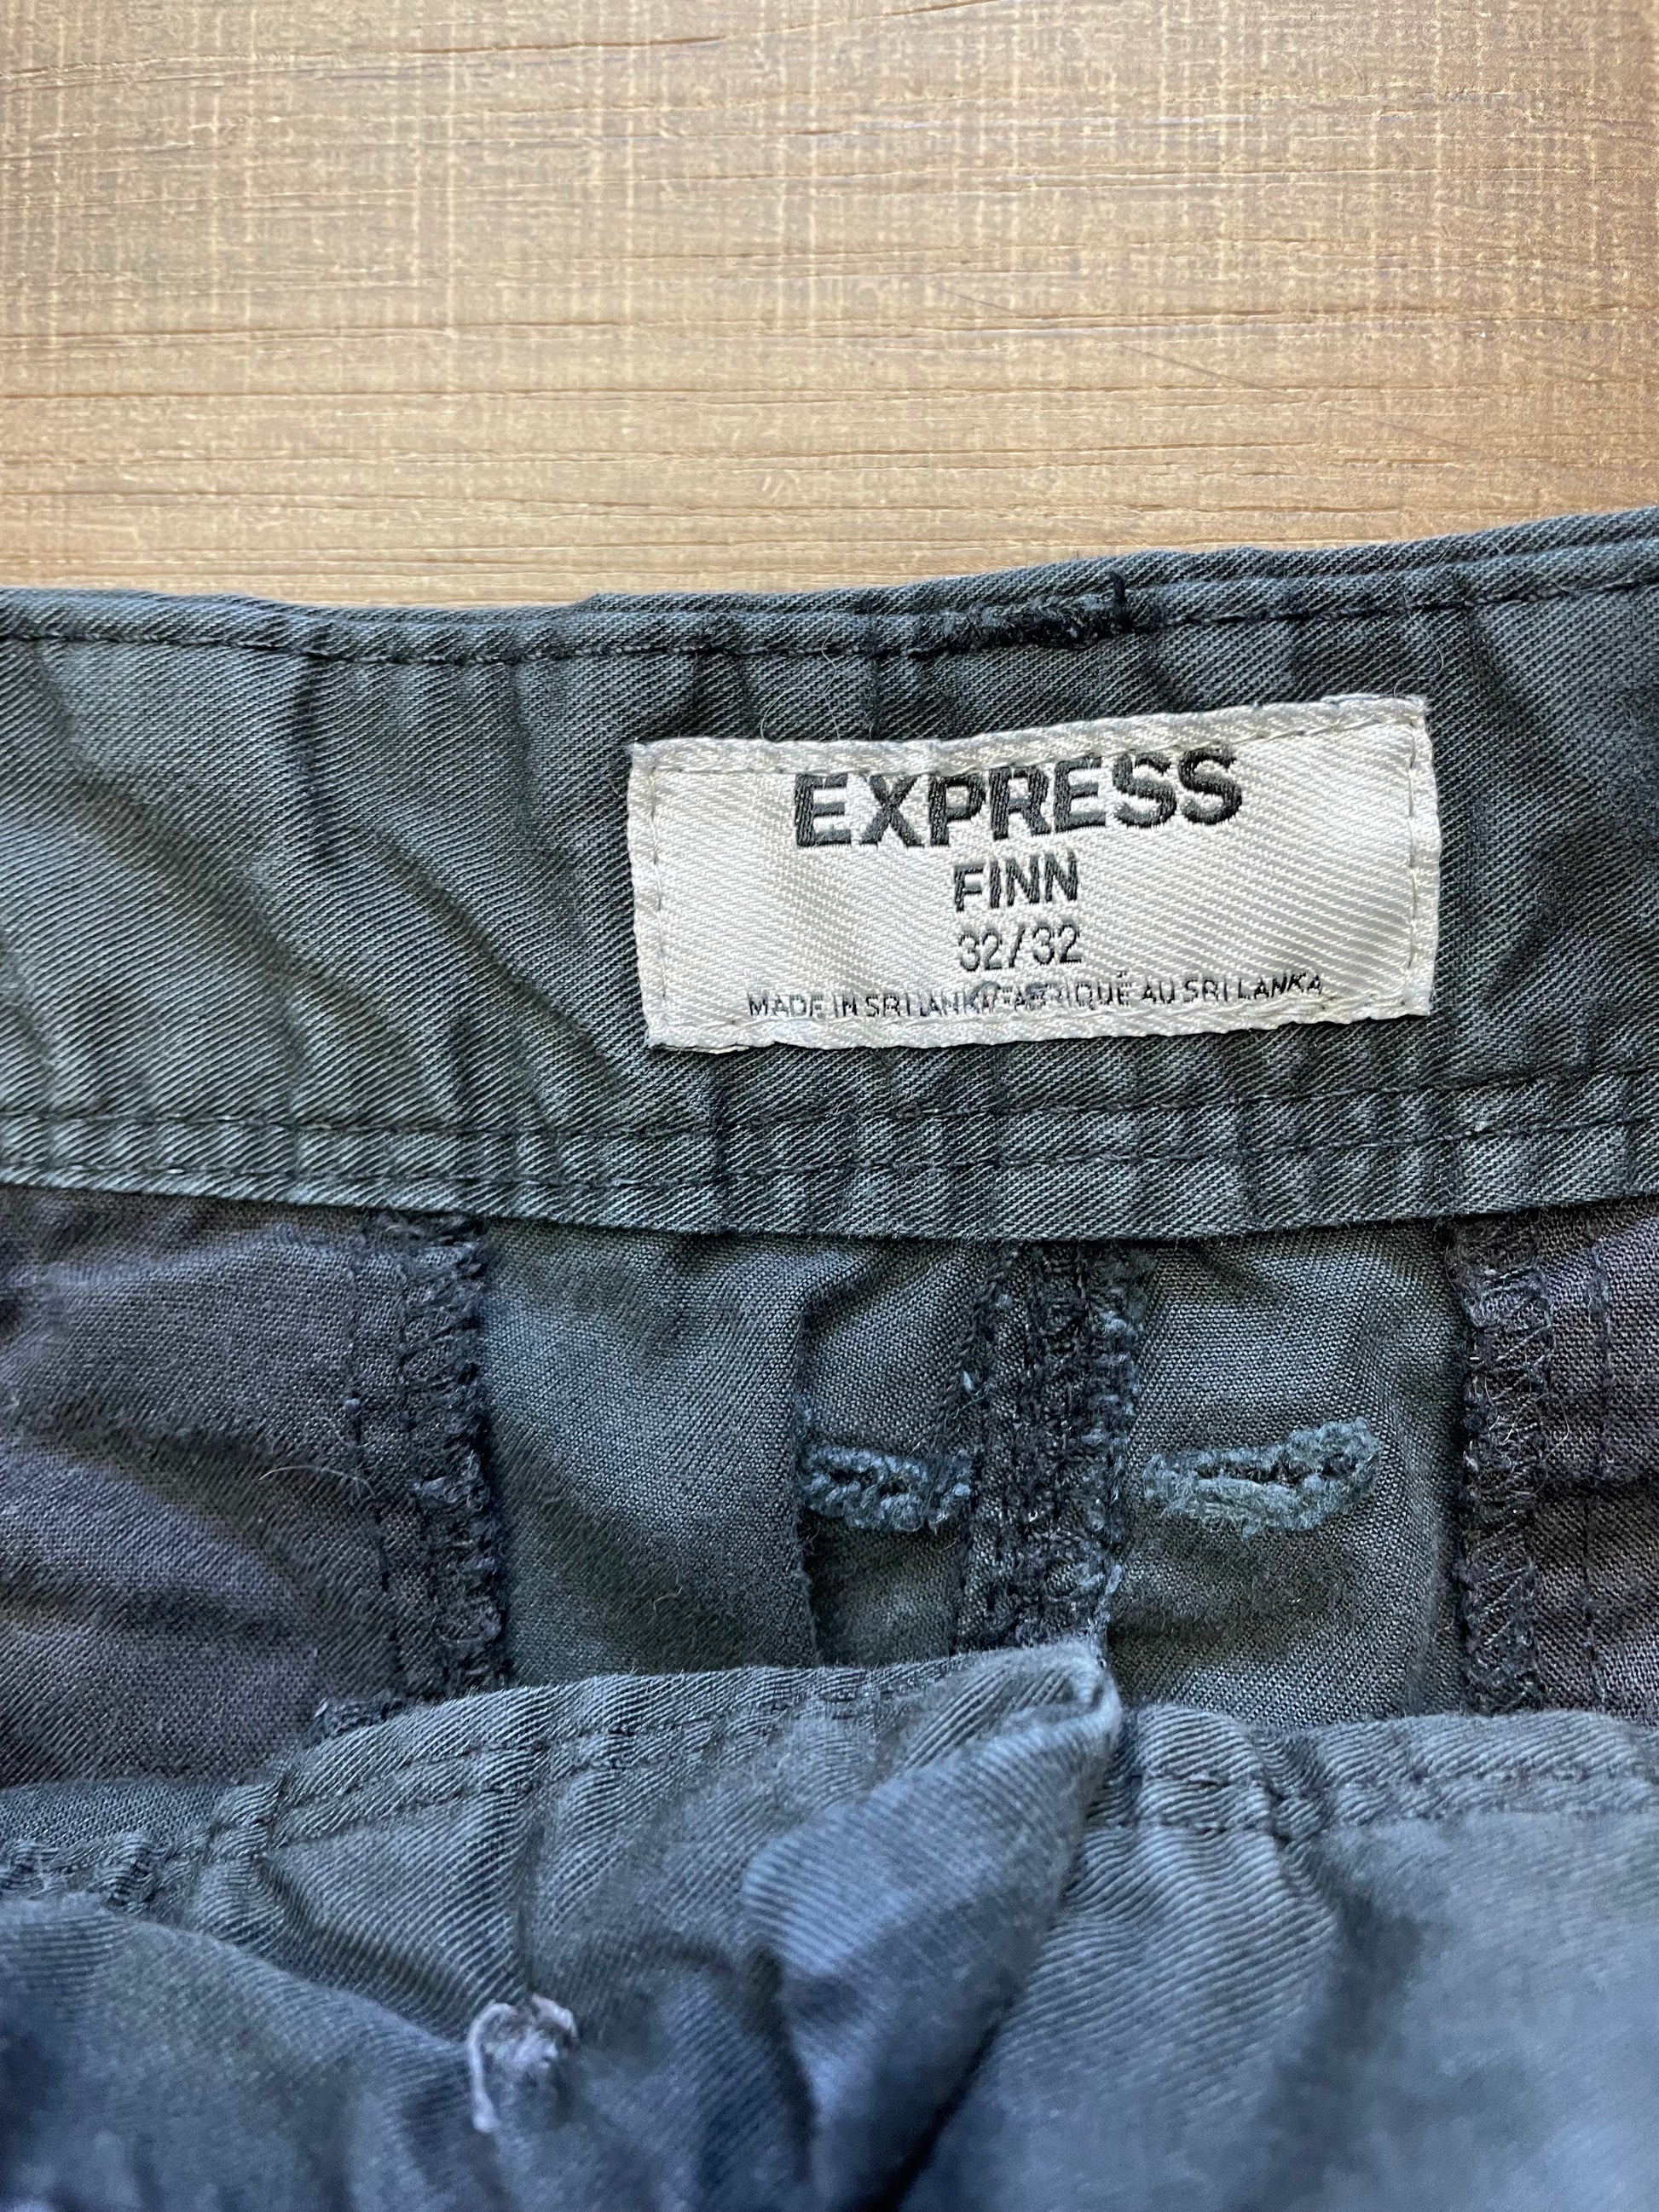 EXPRESS
FINN
32/32
MADE IN SRI LANKA/FABRIQUÉ AU SRI LANKA